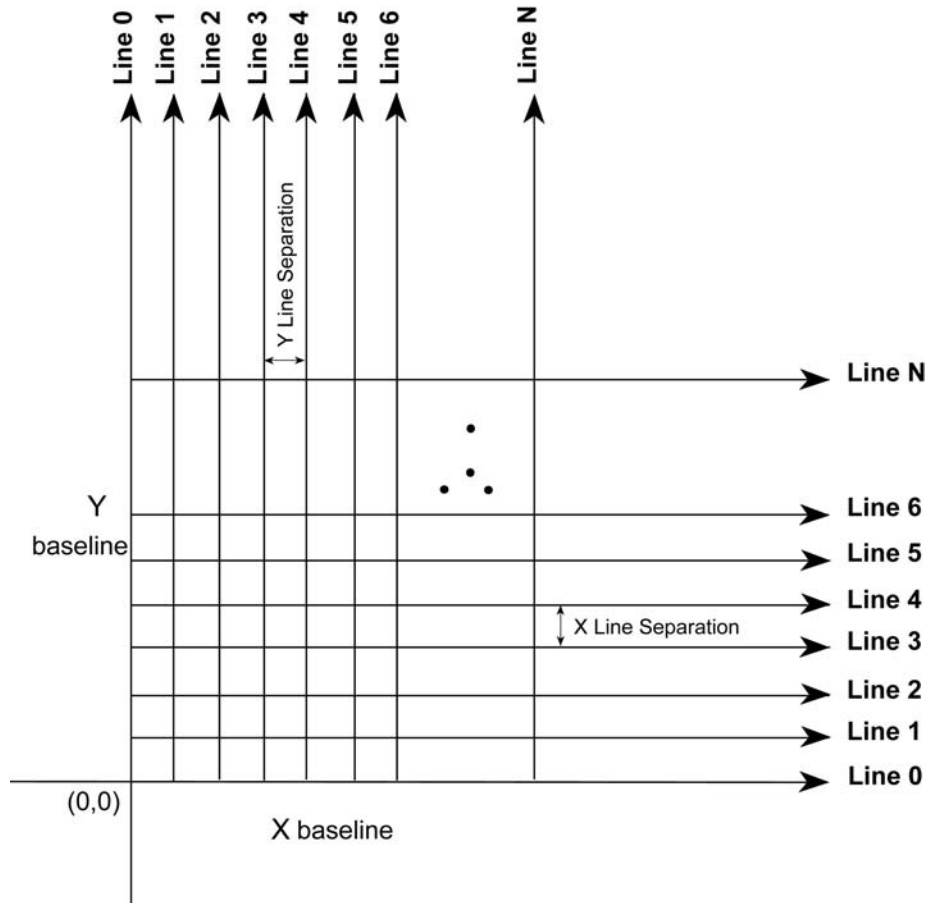 Line 0
Line 1
Line 2
Line 3
Line 4
Line 5
Line 6
Line N
Y Line Separation
Line N
Y
baseline
Line 6
Line 5
Line 4
X Line Separation
Line 3
Line 2
Line 1
Line 0
(0,0)
X baseline